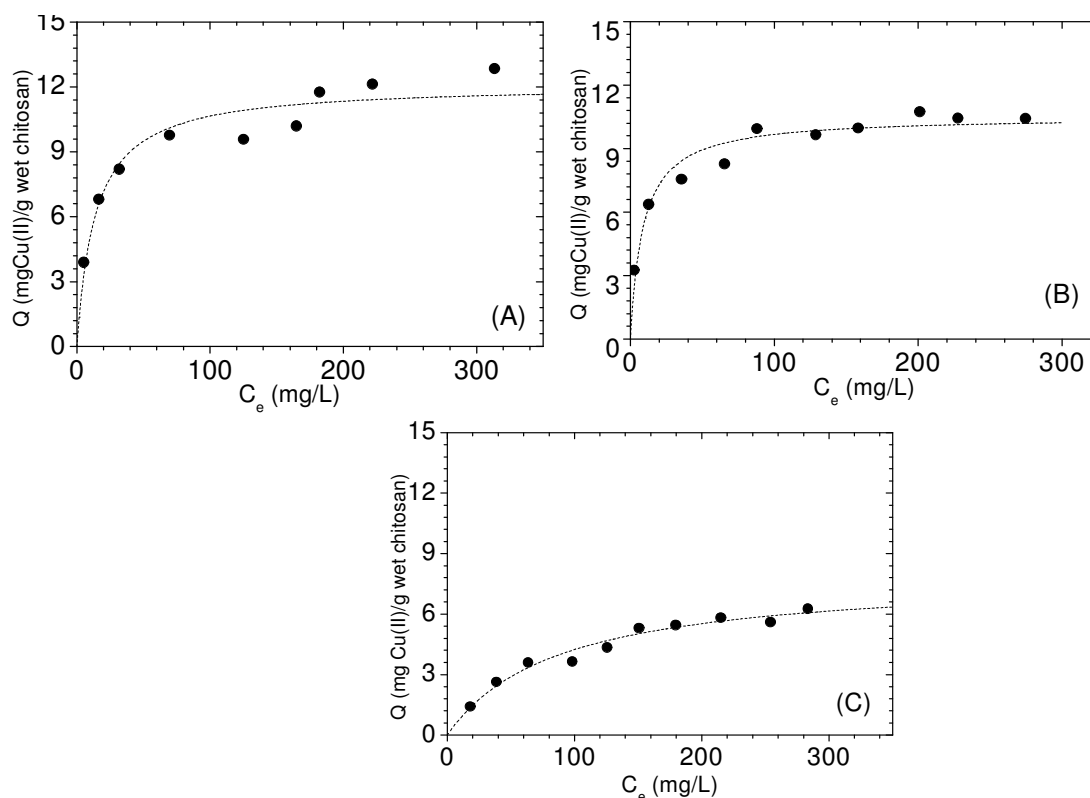 15
12
9
6
3
0
Q (mgCu(II)/g wet chitosan)
(A)
0 100 200 300
C_e (mg/L)
15
12
9
6
3
0
Q (mgCu(II)/g wet chitosan)
(B)
0 100 200 300
C_e (mg/L)
15
12
9
6
3
0
Q (mg Cu(II)/g wet chitosan)
(C)
0 100 200 300
C_e (mg/L)